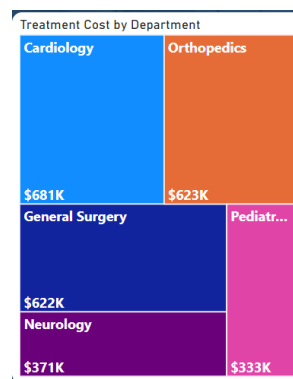 Treatment Cost by Department
Cardiology
$681K
Orthopedics
$623K
General Surgery
$622K
Neurology
$371K
Pediatr...
$333K